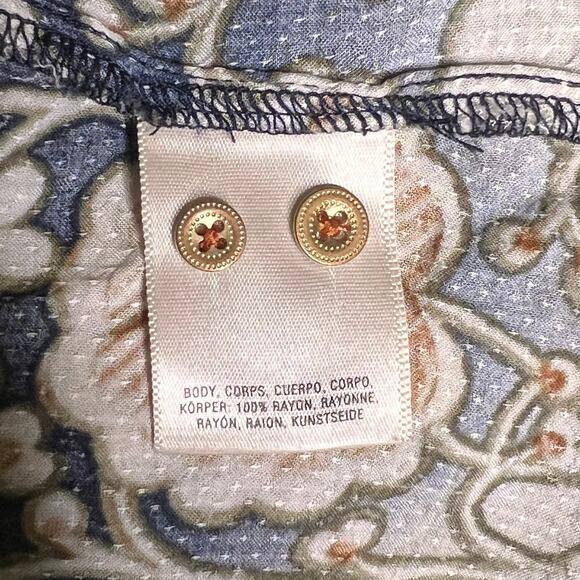 BODY, CORPS, CUERPO, CORPO,
KÖRPER: 100% RAYON, RAYONNE,
RAYÓN, RAION, KUNSTSEIDE